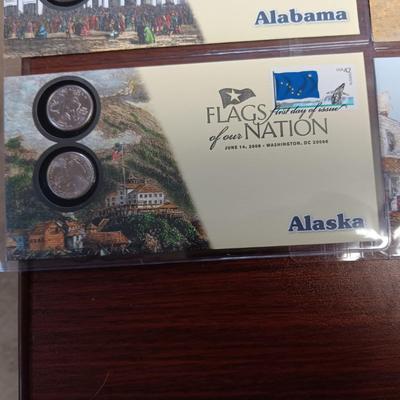 Alabama
FLAGS
first day of issue
of our NATION
JUNE 14, 2008 • WASHINGTON, DC 20066
Alaska